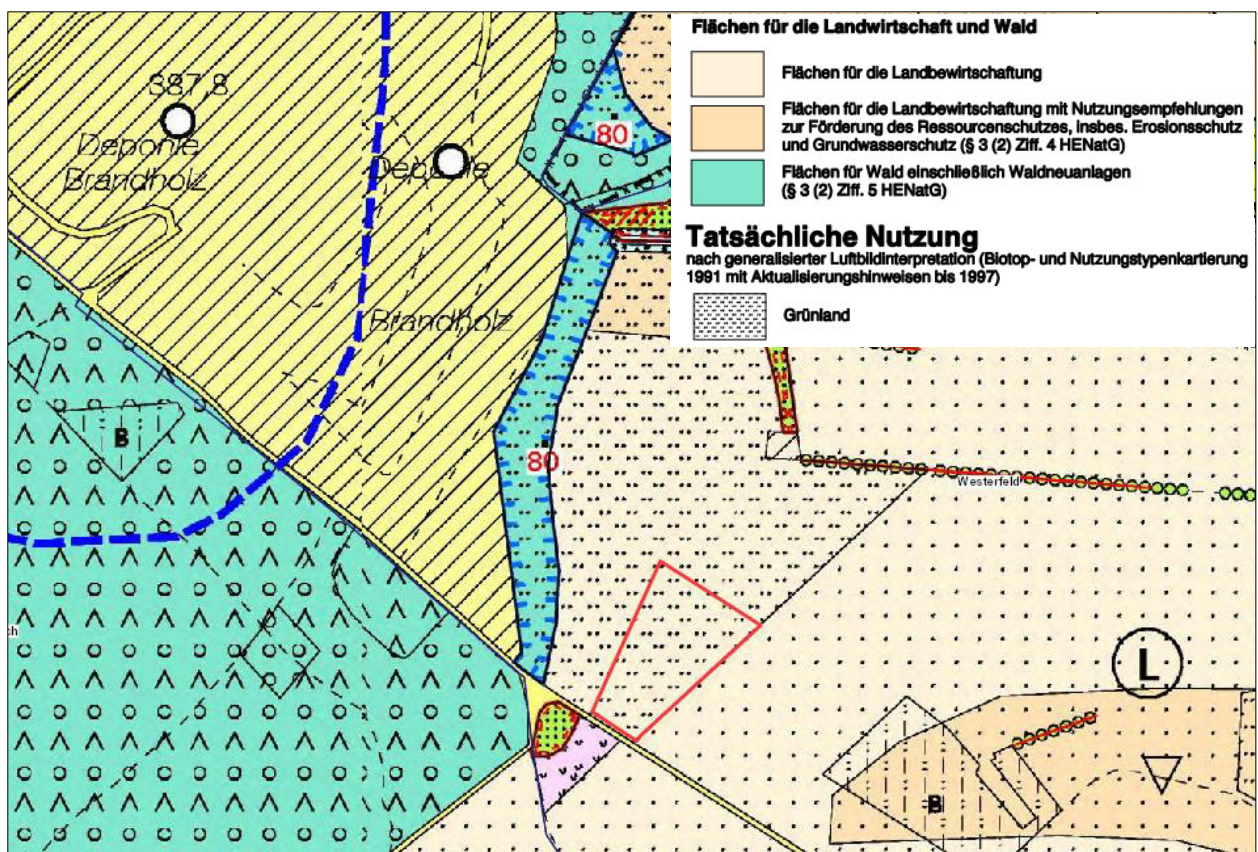 Flächen für die Landwirtschaft und Wald
Flächen für die Landbewirtschaftung
Flächen für die Landbewirtschaftung mit Nutzungsempfehlungen
zur Förderung des Ressourcenschutzes, insbes. Erosionsschutz
und Grundwasserschutz (§ 3 (2) Ziff. 4 HENatG)
Flächen für Wald einschließlich Waldneuanlagen
(§ 3 (2) Ziff. 5 HENatG)
Tatsächliche Nutzung
nach generalisierter Luftbildinterpretation (Biotop- und Nutzungstypenkartierung
1991 mit Aktualisierungshinweisen bis 1997)
Grünland
387,8
Deponie
Brandholz
Deponie
80
Brandholz
B
80
Westerfeld
ch
L
B